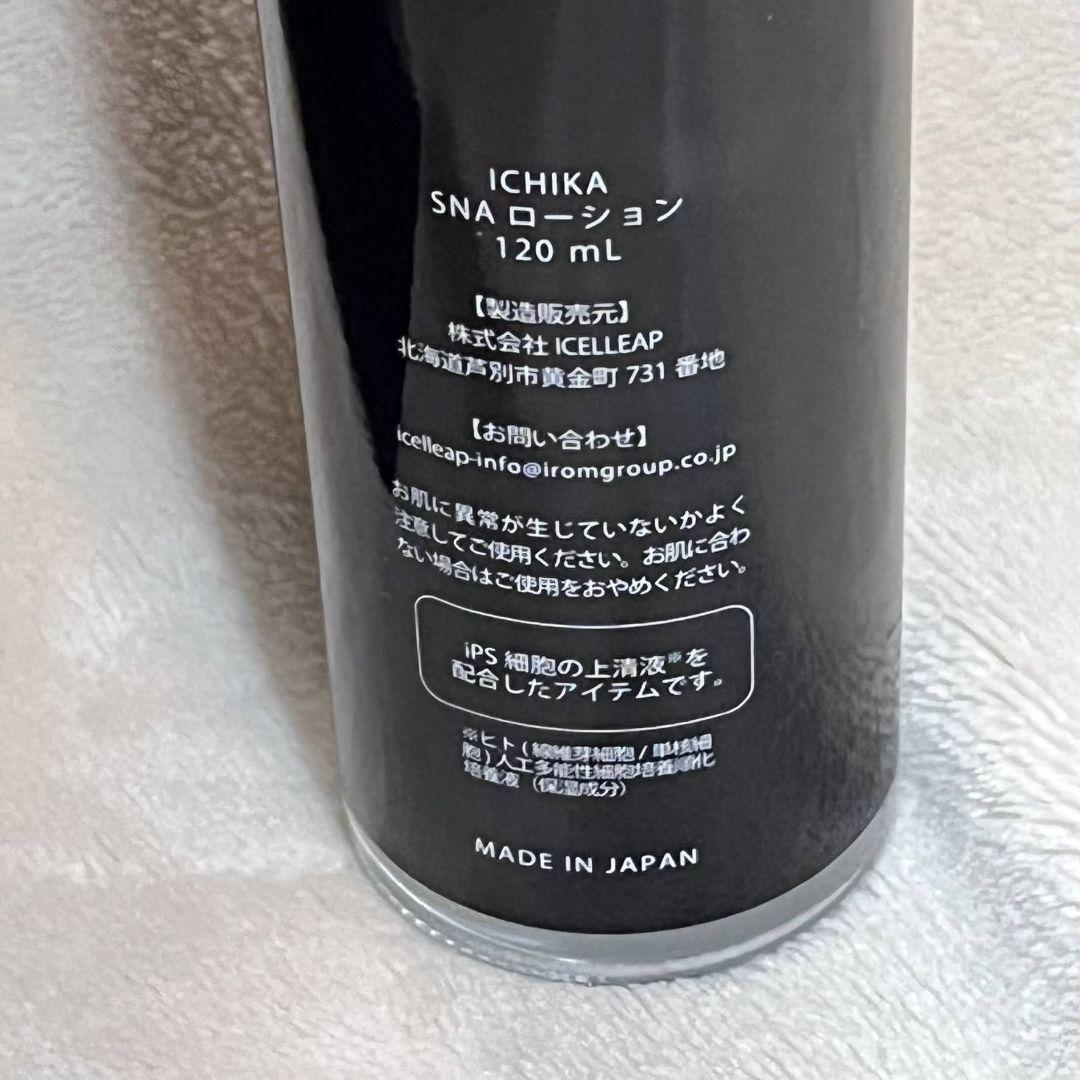 ICHIKA
SNA ローション
120 mL
【製造販売元】
株式会社 ICELLEAP
北海道芦別市黄金町 731 番地
【お問い合わせ】
icelleap-info@iromgroup.co.jp
お肌に異常が生じていないかよく
注意してご使用ください。お肌に合わ
ない場合はご使用をおやめください。
iPS 細胞の上清液※を
配合したアイテムです。
※ヒト ( 線維芽細胞 / 単核細
胞 ) 人工多能性細胞培養順化
培養液（保湿成分）
MADE IN JAPAN